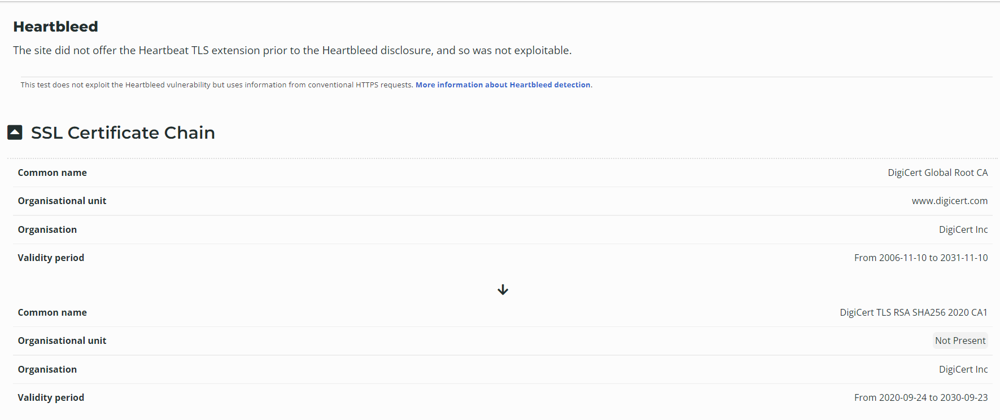 Heartbleed
The site did not offer the Heartbeat TLS extension prior to the Heartbleed disclosure, and so was not exploitable.
This test does not exploit the Heartbleed vulnerability but uses information from conventional HTTPS requests. More information about Heartbleed detection.
SSL Certificate Chain
Common name DigiCert Global Root CA
Organisational unit www.digicert.com
Organisation DigiCert Inc
Validity period From 2006-11-10 to 2031-11-10
Common name DigiCert TLS RSA SHA256 2020 CA1
Organisational unit Not Present
Organisation DigiCert Inc
Validity period From 2020-09-24 to 2030-09-23